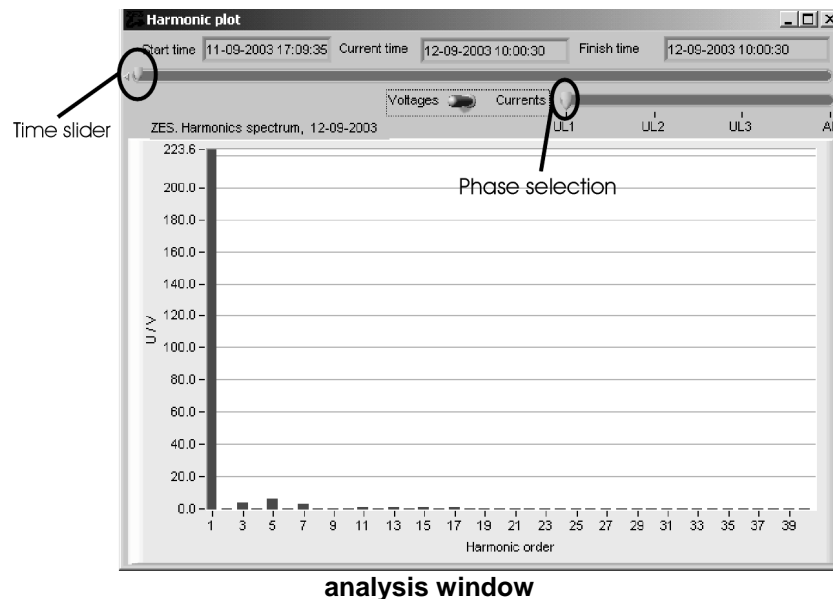 Harmonic plot
Start time 11-09-2003 17:09:35 Current time 12-09-2003 10:00:30 Finish time 12-09-2003 10:00:30
Time slider
Voltages Currents
UL1 UL2 UL3
ZES. Harmonics spectrum, 12-09-2003
Phase selection
223.6
200.0
180.0
160.0
140.0
120.0
100.0
80.0
60.0
40.0
20.0
0.0
U / V
1 3 5 7 9 11 13 15 17 19 21 23 25 27 29 31 33 35 37 39
Harmonic order
analysis window